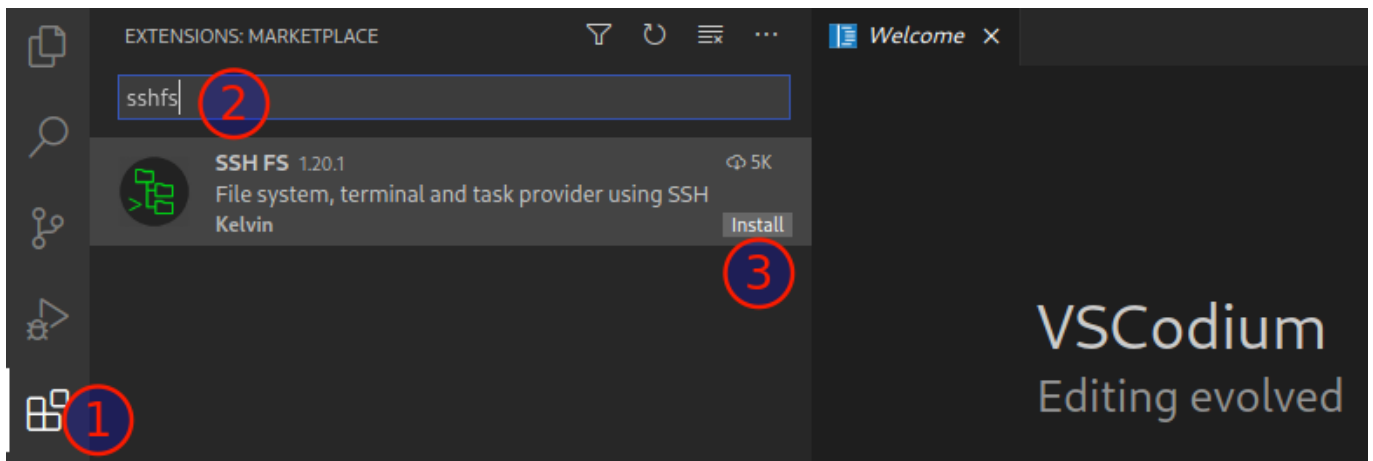 EXTENSIONS: MARKETPLACE
Welcome
sshfs
2
SSH FS 1.20.1
5K
File system, terminal and task provider using SSH
Kelvin
Install
3
1
VSCodium
Editing evolved